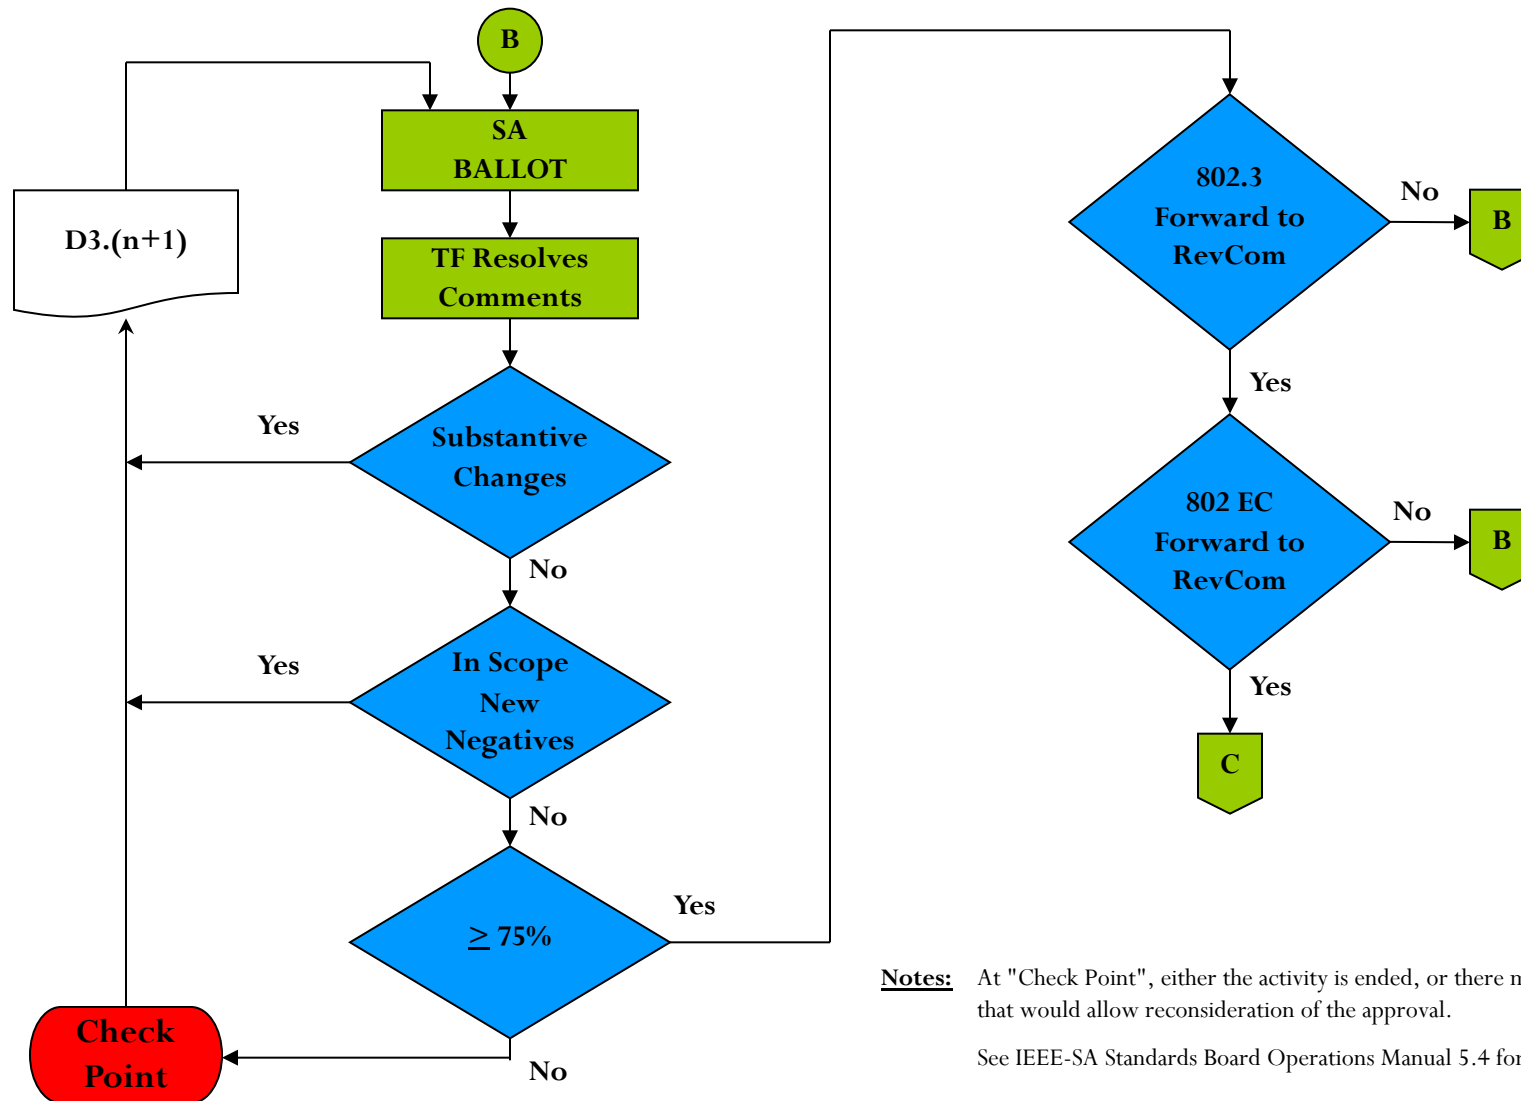 B
SA
BALLOT
D3.(n+1)
TF Resolves
Comments
Yes
Substantive
Changes
No
Yes
In Scope
New
Negatives
No
≥ 75%
Yes
No
Check
Point
802.3
Forward to
RevCom
No
B
Yes
802 EC
Forward to
RevCom
No
B
Yes
C
Notes: At "Check Point", either the activity is ended, or there
that would allow reconsideration of the approval.
See IEEE-SA Standards Board Operations Manual 5.4 for